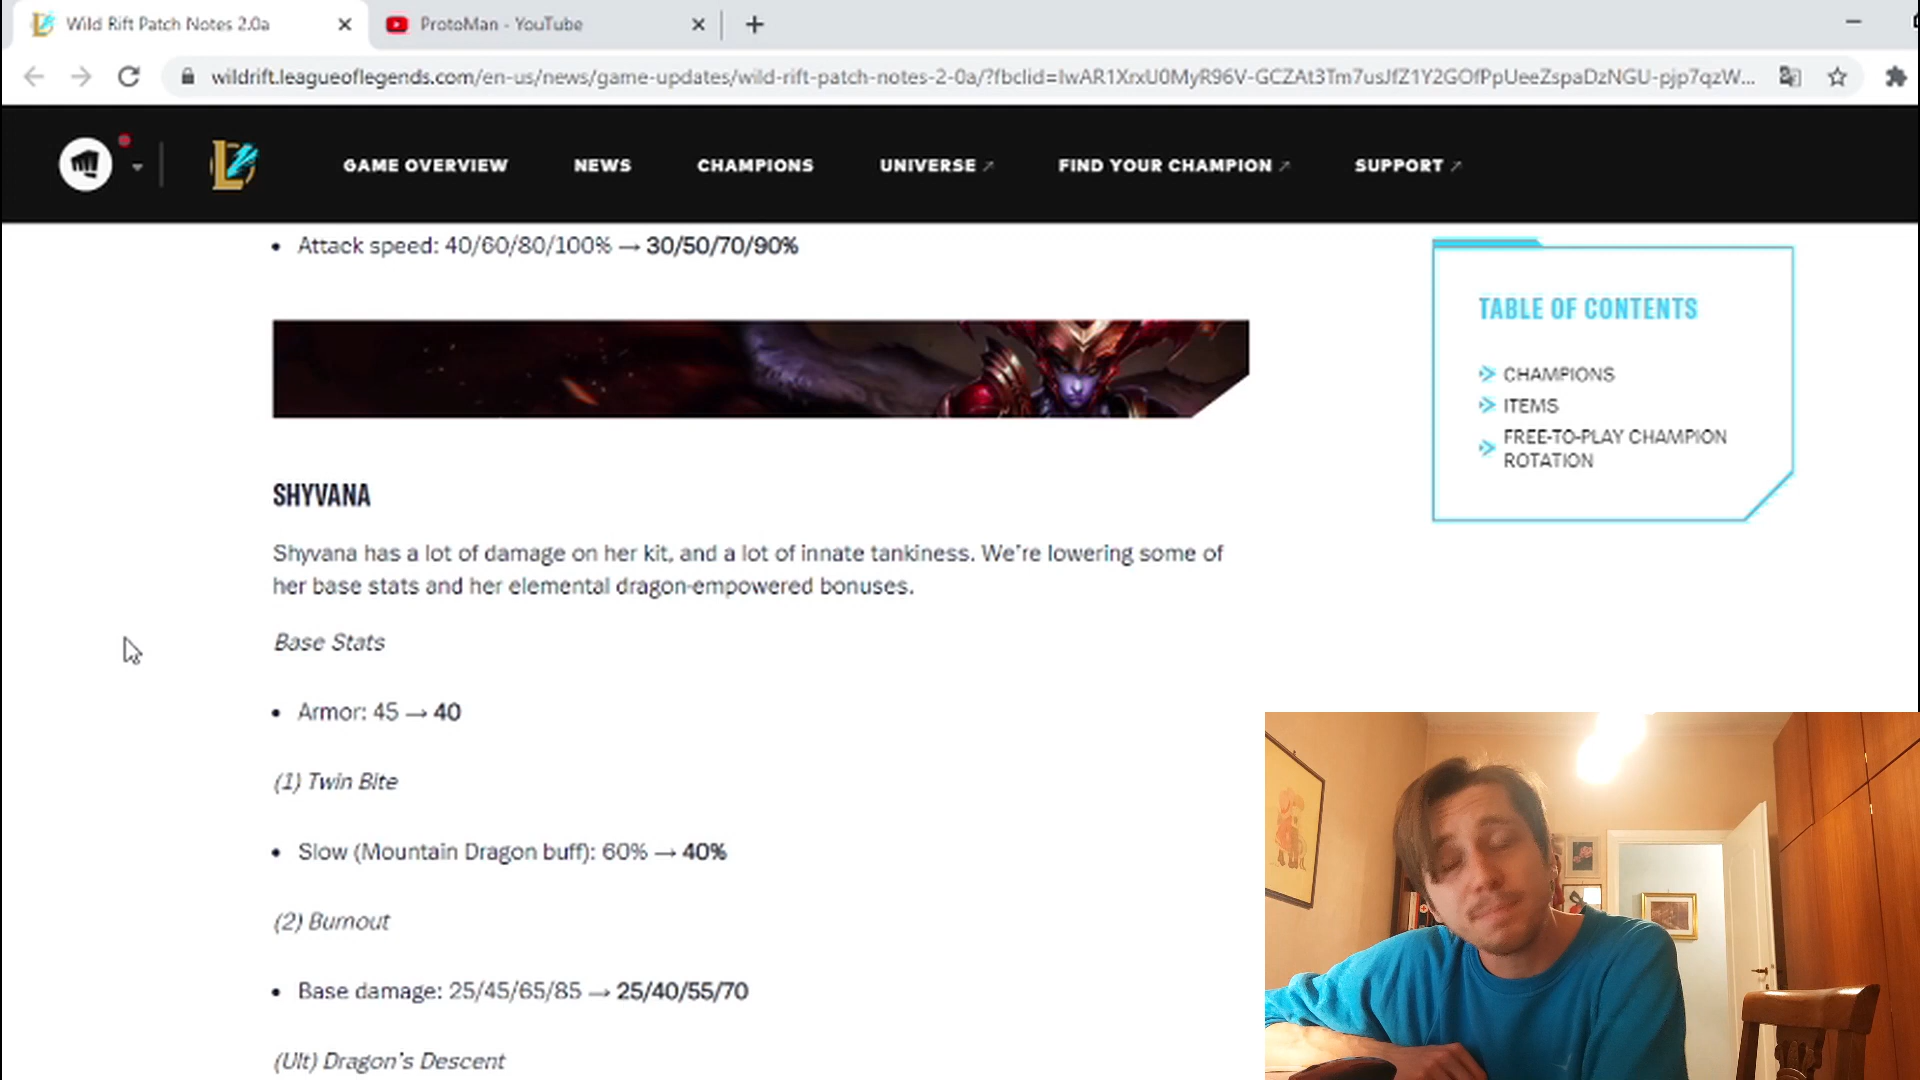 Wild Rift Patch Notes 2.0a
ProtoMan - YouTube
wildrift.leagueoflegends.com/en-us/news/game-updates/wild-rift-patch-notes-2-0a/?fbclid=IwAR1XrxU0MyR96V-GCZAt3Tm7usJfZ1Y2GOfPpUeeZspaDzNGU-pjp7qzW...
GAME OVERVIEW NEWS CHAMPIONS UNIVERSE ↗ FIND YOUR CHAMPION ↗ SUPPORT ↗
• Attack speed: 40/60/80/100% → 30/50/70/90%
SHYVANA
Shyvana has a lot of damage on her kit, and a lot of innate tankiness. We're lowering some of
her base stats and her elemental dragon-empowered bonuses.
Base Stats
• Armor: 45 → 40
(1) Twin Bite
• Slow (Mountain Dragon buff): 60% → 40%
(2) Burnout
• Base damage: 25/45/65/85 → 25/40/55/70
(Ult) Dragon's Descent
TABLE OF CONTENTS
CHAMPIONS
ITEMS
FREE-TO-PLAY CHAMPION
ROTATION